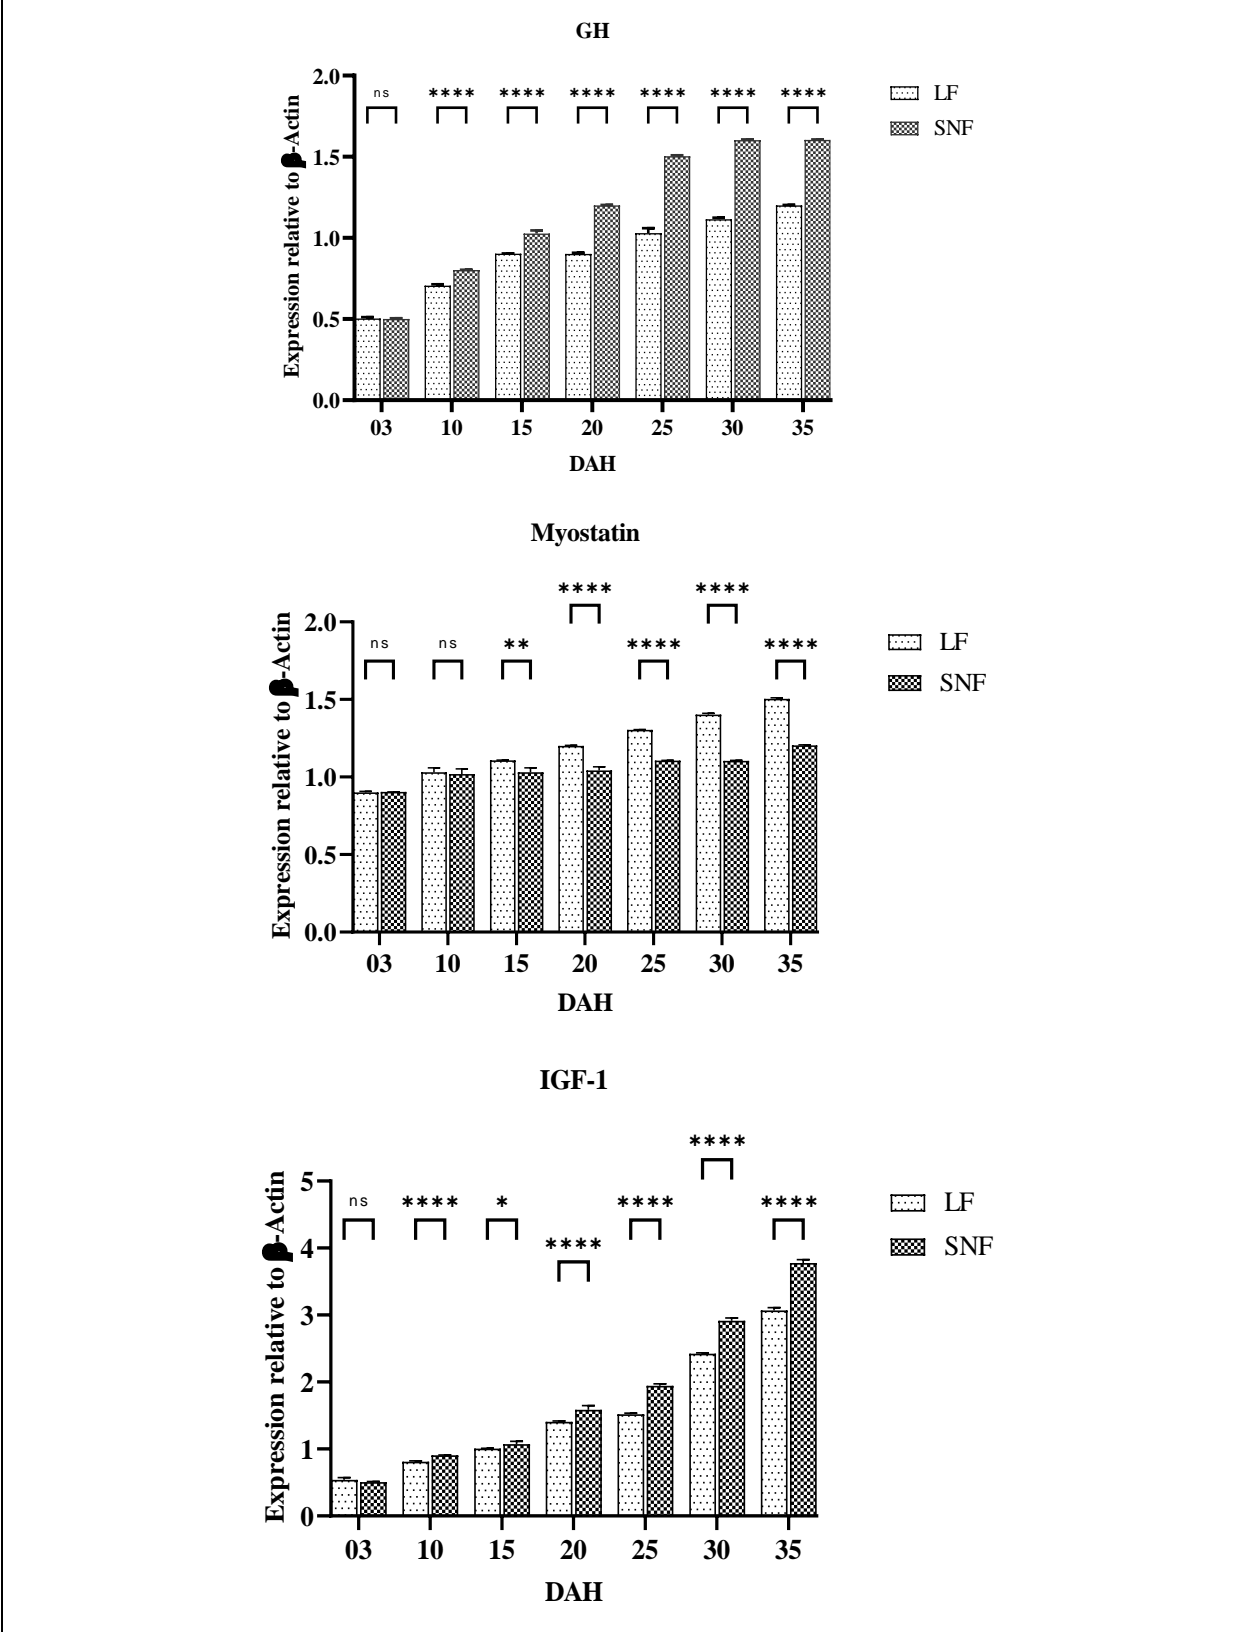 GH
2.0
1.5
1.0
0.5
0.0
Expression relative to β-Actin
ns **** **** **** **** **** ****
LF
SNF
03 10 15 20 25 30 35
DAH
Myostatin
2.0
1.5
1.0
0.5
0.0
Expression relative to β-Actin
ns ns ** **** **** **** ****
LF
SNF
03 10 15 20 25 30 35
DAH
IGF-1
5
4
3
2
1
0
Expression relative to β-Actin
ns **** * **** **** **** ****
LF
SNF
03 10 15 20 25 30 35
DAH